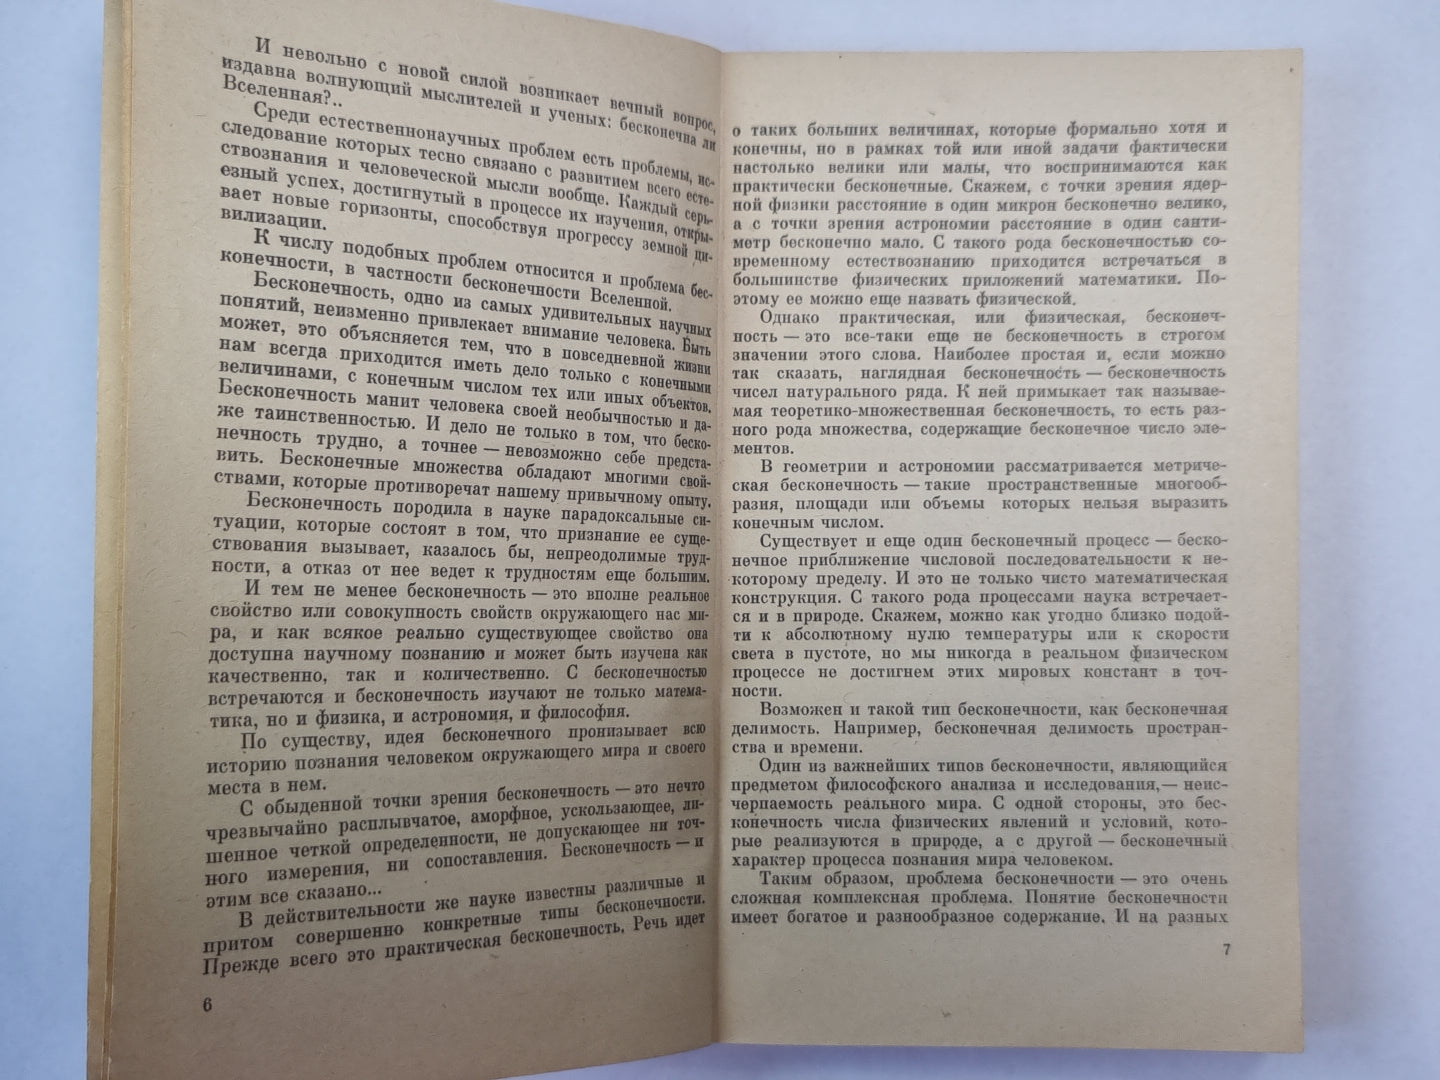 И невольно с новой силой возникает вечный вопрос,
издавна волнующий мыслителей и ученых: бесконечна ли
Вселенная?..
Среди естественнонаучных проблем есть проблемы, ис-
следование которых тесно связано с развитием всего есте-
ствознания и человеческой мысли вообще. Каждый серь-
езный успех, достигнутый в процессе их изучения, откры-
вает новые горизонты, способствуя прогрессу земной ци-
вилизации.
К числу подобных проблем относится и проблема бес-
конечности, в частности бесконечности Вселенной.
Бесконечность, одно из самых удивительных научных
понятий, неизменно привлекает внимание человека. Быть
может, это объясняется тем, что в повседневной жизни
нам всегда приходится иметь дело только с конечными
величинами, с конечным числом тех или иных объектов.
Бесконечность манит человека своей необычностью и да-
же таинственностью. И дело не только в том, что беско-
нечность трудно, а точнее — невозможно себе предста-
вить. Бесконечные множества обладают многими свой-
ствами, которые противоречат нашему привычному опыту.
Бесконечность породила в науке парадоксальные си-
туации, которые состоят в том, что признание ее суще-
ствования вызывает, казалось бы, непреодолимые труд-
ности, а отказ от нее ведет к трудностям еще большим.
И тем не менее бесконечность — это вполне реальное
свойство или совокупность свойств окружающего нас ми-
ра, и как всякое реально существующее свойство она
доступна научному познанию и может быть изучена как
качественно, так и количественно. С бесконечностью
встречаются и бесконечность изучают не только матема-
тика, но и физика, и астрономия, и философия.
По существу, идея бесконечного пронизывает всю
историю познания человеком окружающего мира и своего
места в нем.
С обыденной точки зрения бесконечность — это нечто
чрезвычайно расплывчатое, аморфное, ускользающее, ли-
шенное четкой определенности, не допускающее ни точ-
ного измерения, ни сопоставления. Бесконечность — и
этим все сказано...
В действительности же науке известны различные и
притом совершенно конкретные типы бесконечности.
Прежде всего это практическая бесконечность. Речь идет
6
о таких больших величинах, которые формально хотя и
конечны, но в рамках той или иной задачи фактически
настолько велики или малы, что воспринимаются как
практически бесконечные. Скажем, с точки зрения ядер-
ной физики расстояние в один микрон бесконечно велико,
а с точки зрения астрономии расстояние в один санти-
метр бесконечно мало. С такого рода бесконечностью со-
временному естествознанию приходится встречаться в
большинстве физических приложений математики. По-
этому ее можно еще назвать физической.
Однако практическая, или физическая, бесконеч-
ность — это все-таки еще не бесконечность в строгом
значении этого слова. Наиболее простая и, если можно
так сказать, наглядная бесконечность — бесконечность
чисел натурального ряда. К ней примыкает так называе-
мая теоретико-множественная бесконечность, то есть раз-
ного рода множества, содержащие бесконечное число эле-
ментов.
В геометрии и астрономии рассматривается метриче-
ская бесконечность — такие пространственные многооб-
разия, площади или объемы которых нельзя выразить
конечным числом.
Существует и еще один бесконечный процесс — беско-
нечное приближение числовой последовательности к не-
которому пределу. И это не только чисто математическая
конструкция. С такого рода процессами наука встречает-
ся и в природе. Скажем, можно как угодно близко подой-
ти к абсолютному нулю температуры или к скорости
света в пустоте, но мы никогда в реальном физическом
процессе не достигнем этих мировых констант в точ-
ности.
Возможен и такой тип бесконечности, как бесконечная
делимость. Например, бесконечная делимость простран-
ства и времени.
Один из важнейших типов бесконечности, являющийся
предметом философского анализа и исследования,— неис-
черпаемость реального мира. С одной стороны, это бес-
конечность числа физических явлений и условий, кото-
рые реализуются в природе, а с другой — бесконечный
характер процесса познания мира человеком.
Таким образом, проблема бесконечности — это очень
сложная комплексная проблема. Понятие бесконечности
имеет богатое и разнообразное содержание. И на разных
7